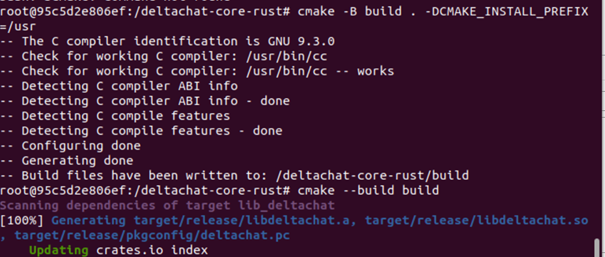 root@95c5d2e806ef:/deltachat-core-rust# cmake -B build . -DCMAKE_INSTALL_PREFIX
=/usr
-- The C compiler identification is GNU 9.3.0
-- Check for working C compiler: /usr/bin/cc
-- Check for working C compiler: /usr/bin/cc -- works
-- Detecting C compiler ABI info
-- Detecting C compiler ABI info - done
-- Detecting C compile features
-- Detecting C compile features - done
-- Configuring done
-- Generating done
-- Build files have been written to: /deltachat-core-rust/build
root@95c5d2e806ef:/deltachat-core-rust# cmake --build build
Scanning dependencies of target lib_deltachat
[100%] Generating target/release/libdeltachat.a, target/release/libdeltachat.so
, target/release/pkgconfig/deltachat.pc
Updating crates.io index